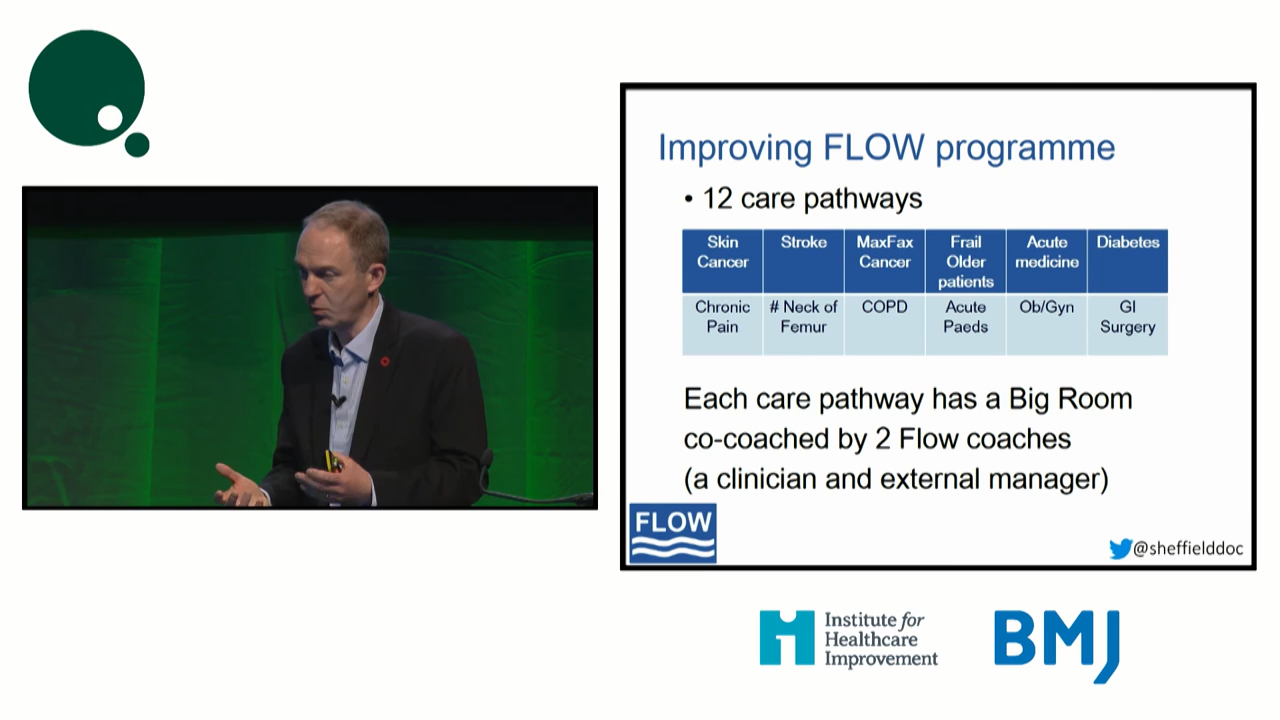 Improving FLOW programme
• 12 care pathways
Skin Cancer
Stroke
MaxFax Cancer
Frail Older patients
Acute medicine
Diabetes
Chronic Pain
# Neck of Femur
COPD
Acute Paeds
Ob/Gyn
GI Surgery
Each care pathway has a Big Room
co-coached by 2 Flow coaches
(a clinician and external manager)
FLOW
@sheffielddoc
Institute for
Healthcare
Improvement
BMJ